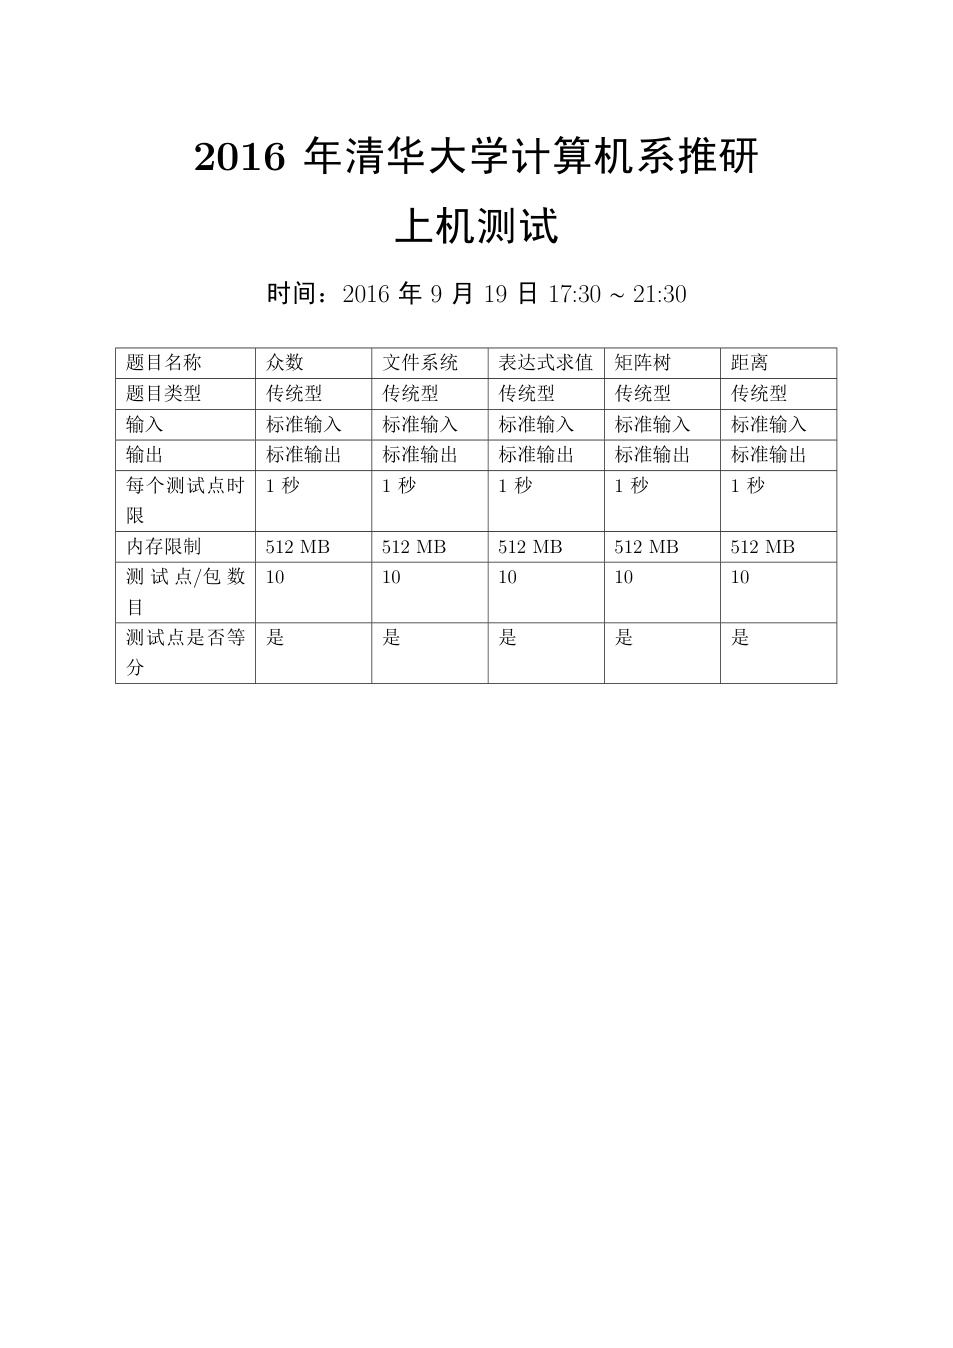 2016 年清华大学计算机系推研
上机测试
时间：2016 年 9 月 19 日 17:30 ~ 21:30
题目名称 众数 文件系统 表达式求值 矩阵树 距离
题目类型 传统型 传统型 传统型 传统型 传统型
输入 标准输入 标准输入 标准输入 标准输入 标准输入
输出 标准输出 标准输出 标准输出 标准输出 标准输出
每个测试点时 1 秒 1 秒 1 秒 1 秒 1 秒
限
内存限制 512 MB 512 MB 512 MB 512 MB 512 MB
测试点/包数 10 10 10 10 10
目
测试点是否等 是 是 是 是 是
分